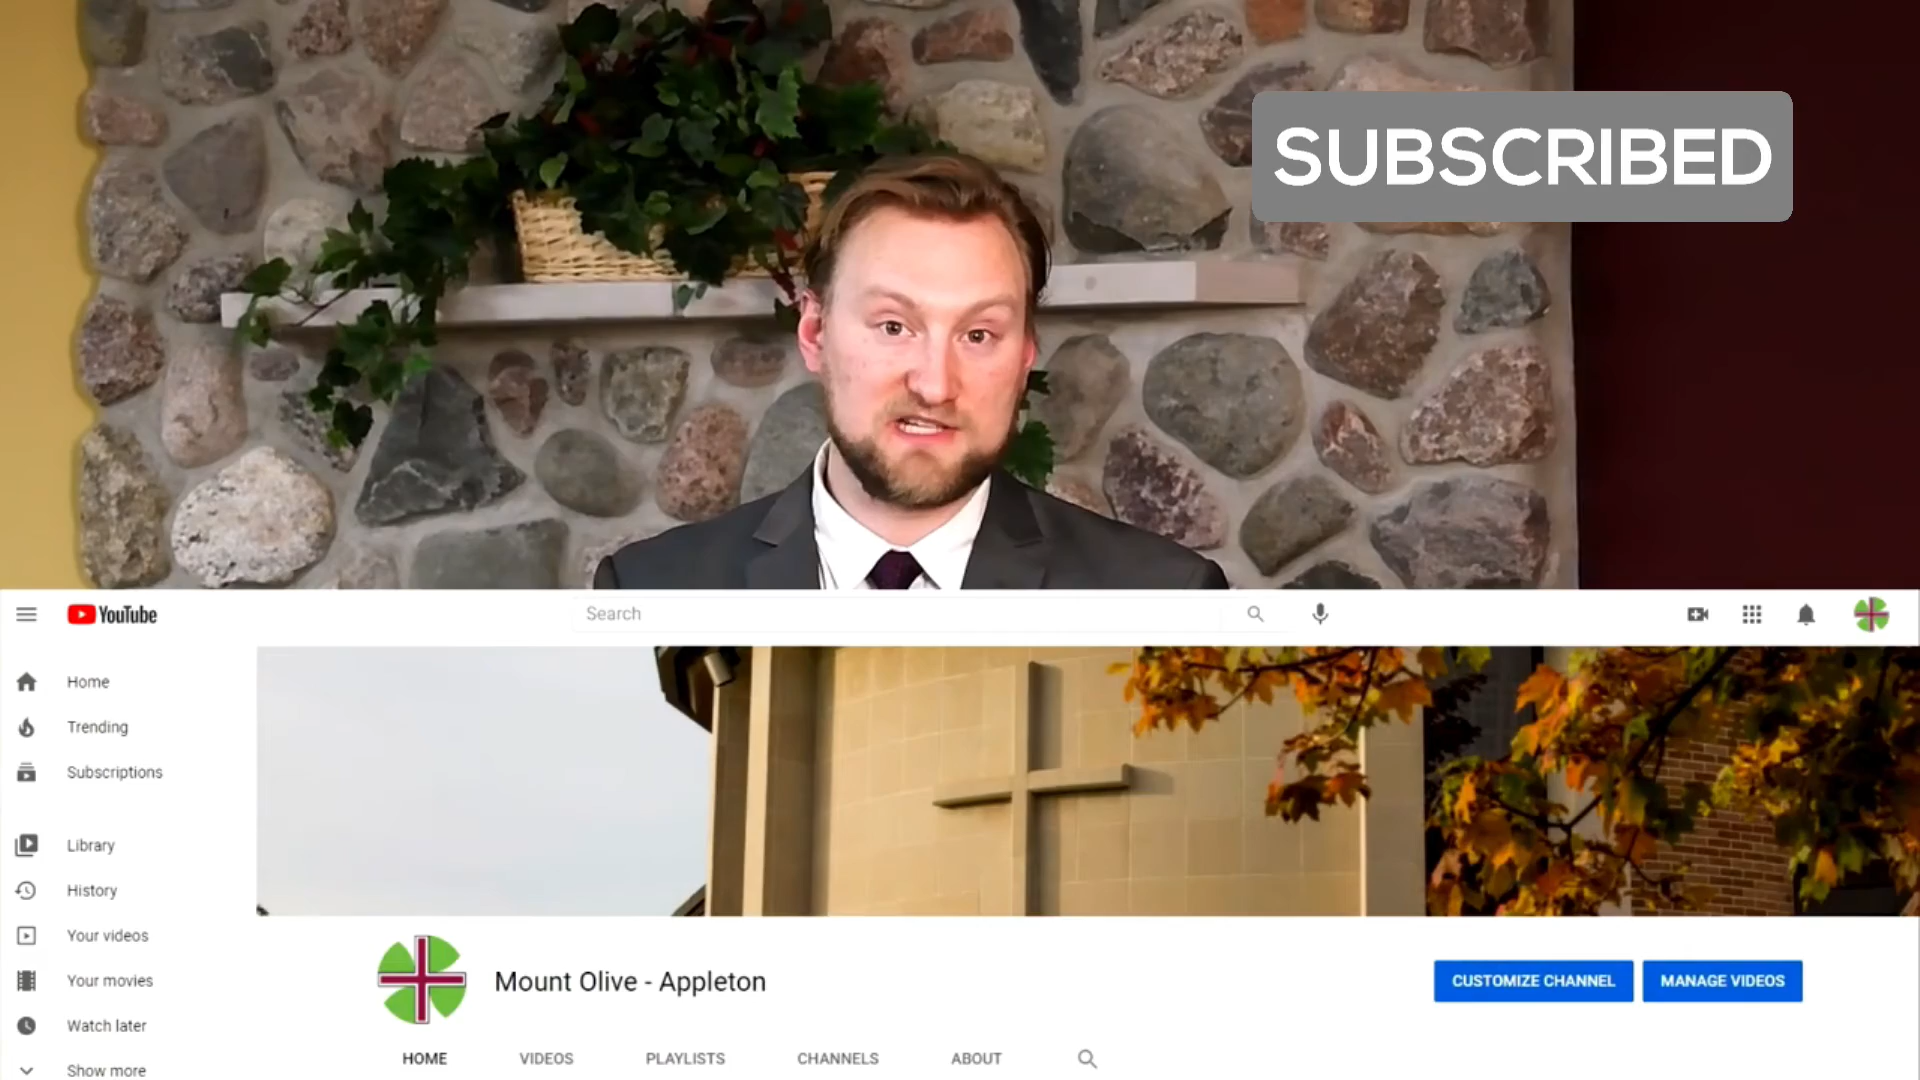 SUBSCRIBED
YouTube
Search
Home
Trending
Subscriptions
Library
History
Your videos
Your movies
Watch later
Show more
Mount Olive - Appleton
CUSTOMIZE CHANNEL
MANAGE VIDEOS
HOME
VIDEOS
PLAYLISTS
CHANNELS
ABOUT